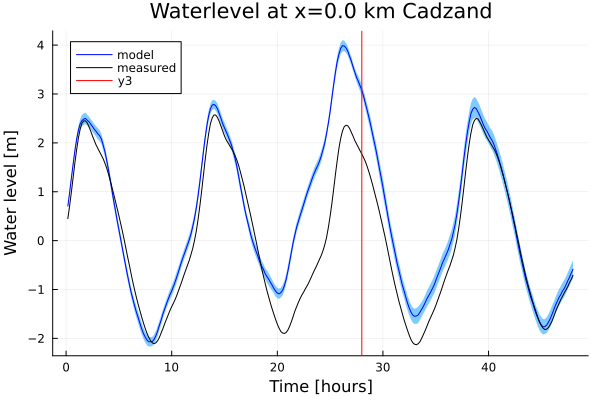 Waterlevel at x=0.0 km Cadzand
model
measured
y3
Water level [m]
4
3
2
1
0
−1
−2
0 10 20 30 40
Time [hours]